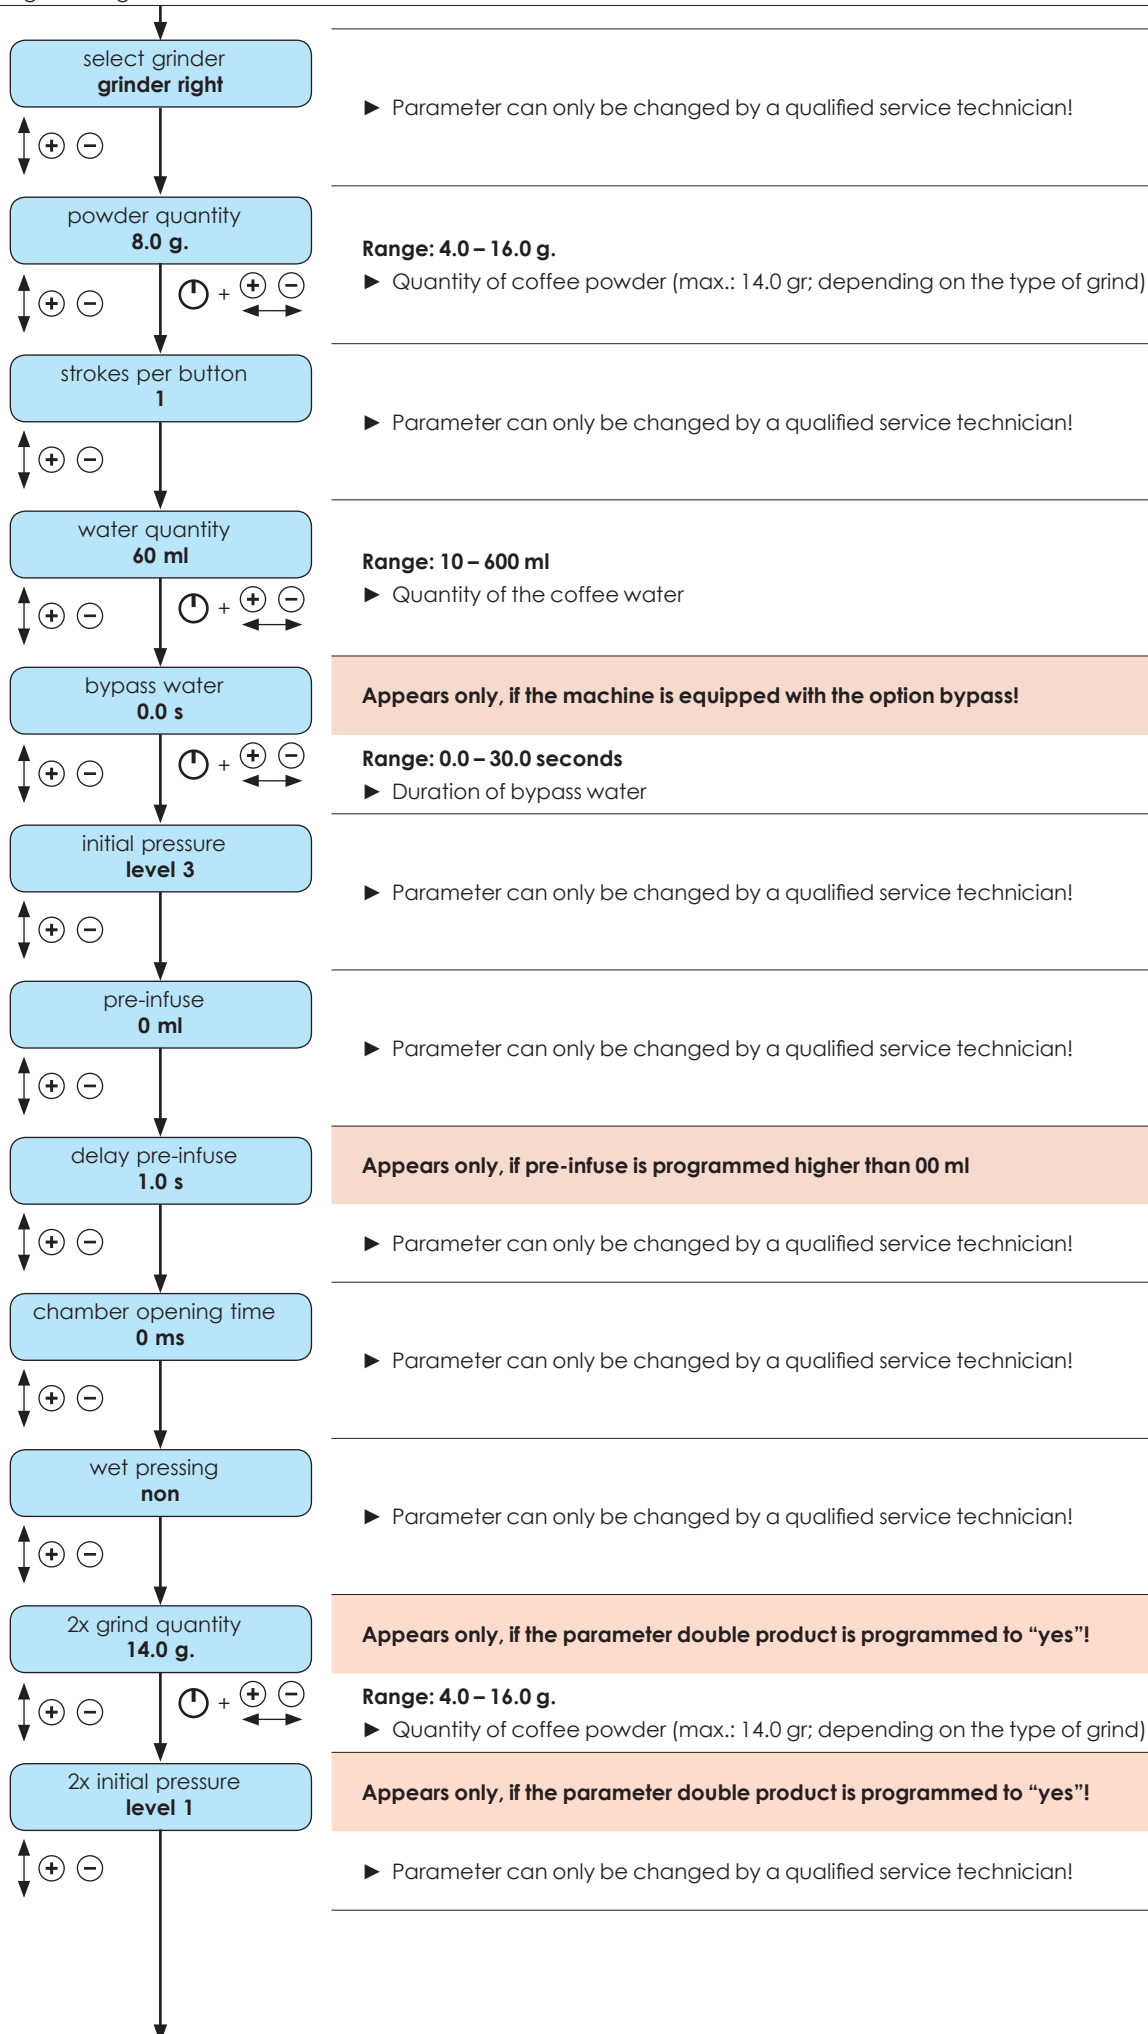 select grinder
grinder right
► Parameter can only be changed by a qualified service technician!
+ −
powder quantity
8.0 g.
Range: 4.0 – 16.0 g.
► Quantity of coffee powder (max.: 14.0 gr; depending on the type of grind)
+ − + + −
strokes per button
1
► Parameter can only be changed by a qualified service technician!
+ −
water quantity
60 ml
Range: 10 – 600 ml
► Quantity of the coffee water
+ − + + −
bypass water
0.0 s
Appears only, if the machine is equipped with the option bypass!
+ − + + −
Range: 0.0 – 30.0 seconds
► Duration of bypass water
initial pressure
level 3
► Parameter can only be changed by a qualified service technician!
+ −
pre-infuse
0 ml
► Parameter can only be changed by a qualified service technician!
+ −
delay pre-infuse
1.0 s
Appears only, if pre-infuse is programmed higher than 00 ml
+ −
► Parameter can only be changed by a qualified service technician!
chamber opening time
0 ms
► Parameter can only be changed by a qualified service technician!
+ −
wet pressing
non
► Parameter can only be changed by a qualified service technician!
+ −
2x grind quantity
14.0 g.
Appears only, if the parameter double product is programmed to “yes”!
+ − + + −
Range: 4.0 – 16.0 g.
► Quantity of coffee powder (max.: 14.0 gr; depending on the type of grind)
2x initial pressure
level 1
Appears only, if the parameter double product is programmed to “yes”!
+ −
► Parameter can only be changed by a qualified service technician!